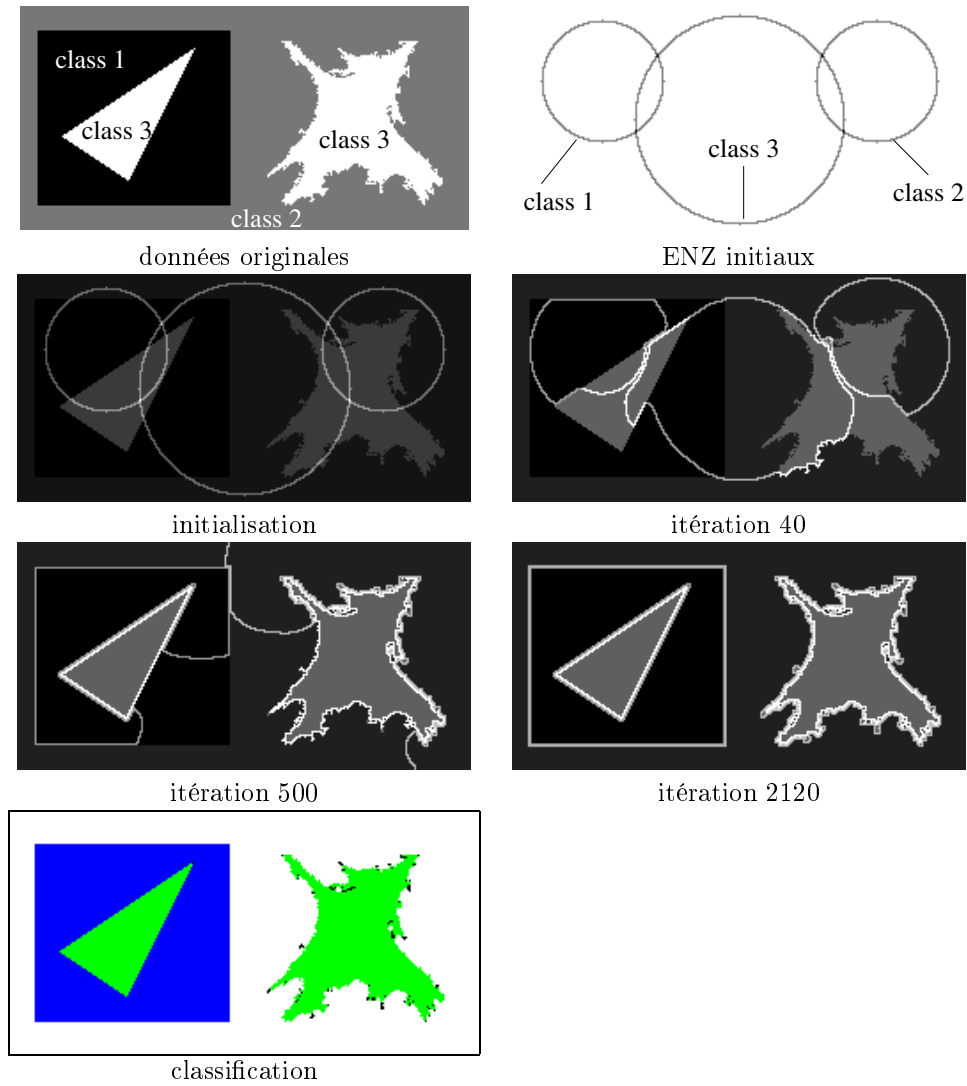 class 1
class 3
class 3
class 2
données originales
class 3
class 1
class 2
ENZ initiaux
initialisation
itération 40
itération 500
itération 2120
classification